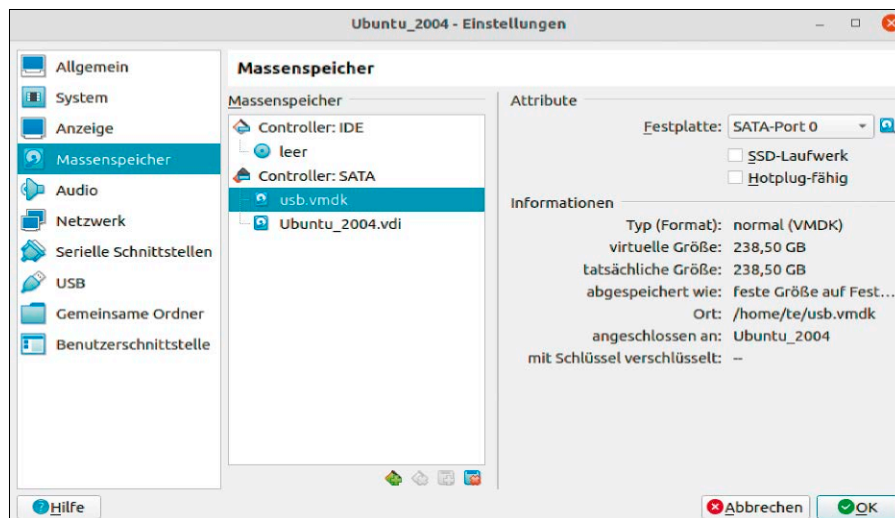 Ubuntu_2004 - Einstellungen
Allgemein
System
Anzeige
Massenspeicher
Audio
Netzwerk
Serielle Schnittstellen
USB
Gemeinsame Ordner
Benutzerschnittstelle
Massenspeicher
Massenspeicher
Controller: IDE
leer
Controller: SATA
usb.vmdk
Ubuntu_2004.vdi
Attribute
Festplatte: SATA-Port 0
SSD-Laufwerk
Hotplug-fähig
Informationen
Typ (Format): normal (VMDK)
virtuelle Größe: 238,50 GB
tatsächliche Größe: 238,50 GB
abgespeichert wie: feste Größe auf Fest...
Ort: /home/te/usb.vmdk
angeschlossen an: Ubuntu_2004
mit Schlüssel verschlüsselt: --
Hilfe
Abbrechen
OK